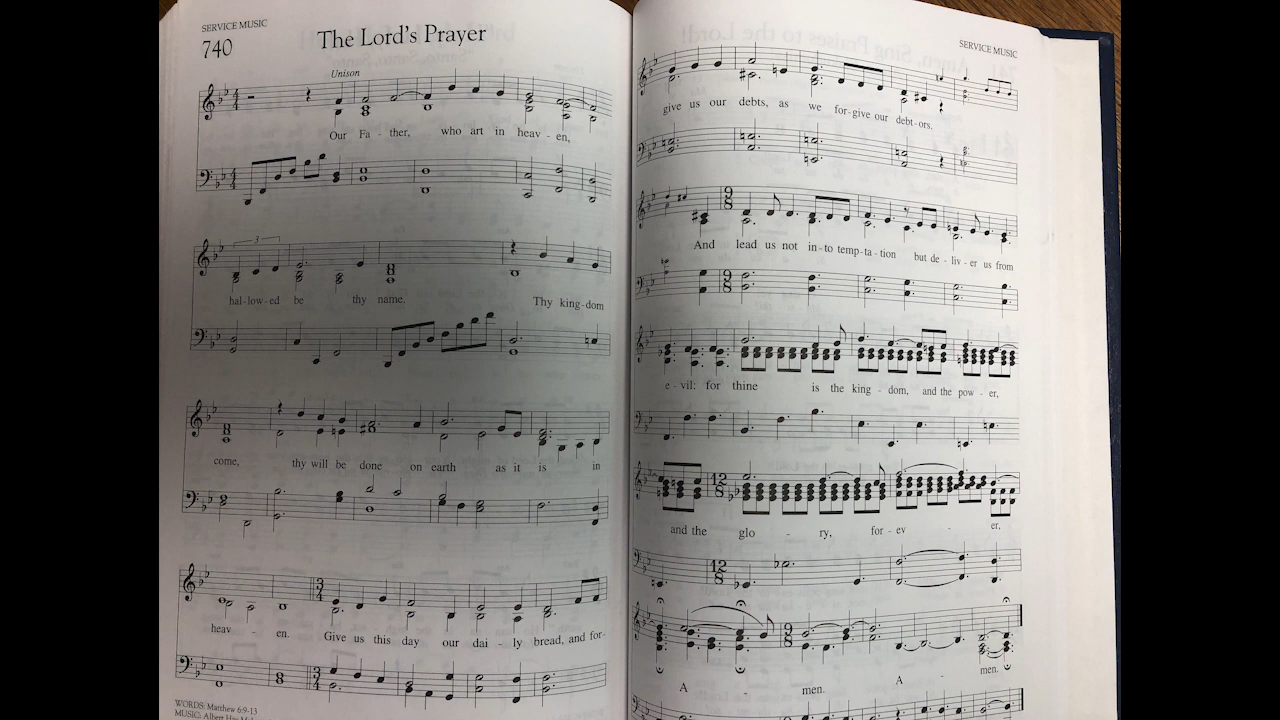 SERVICE MUSIC
740
The Lord's Prayer
Unison
Our Fa - ther, who art in heav - en,
3
hal-low-ed be thy name. Thy king-dom
come, thy will be done on earth as it is in
heav - en. Give us this day our dai - ly bread, and for-
WORDS: Matthew 6:9-13
MUSIC: Albert Hay
SERVICE MUSIC
give us our debts, as we for-give our debt-ors.
And lead us not in-to temp-ta-tion but de-liv-er us from
e-vil: for thine is the king-dom, and the pow-er,
and the glo - ry, for-ev - er.
A - men. A - men.